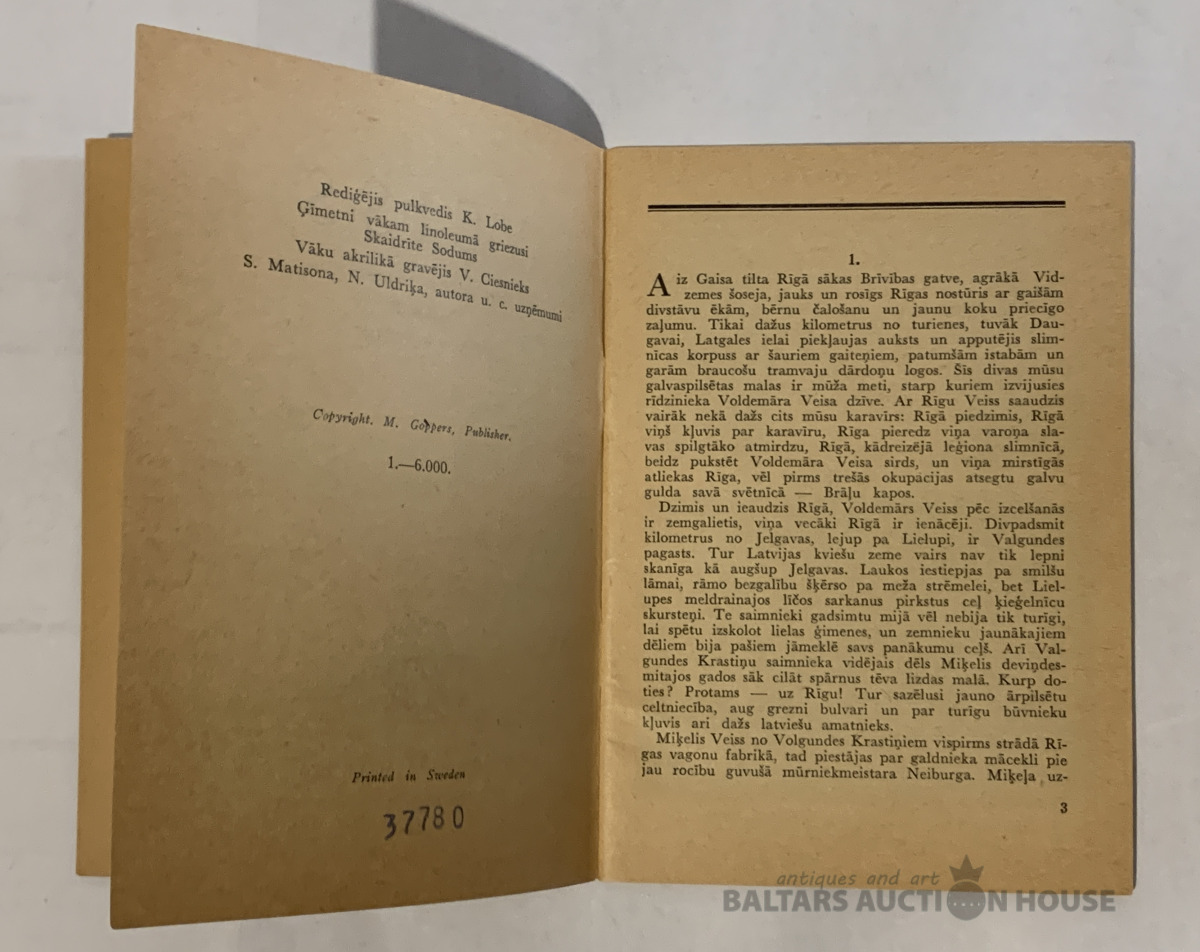 Rediģējis pulkvedis K. Lobe
Ģīmetni vākam linoleumā griezusi
Skaidrīte Sodums
Vāku akrilikā gravējis V. Ciesnieks
S. Matisona, N. Uldriķa, autora u. c. uzņēmumi
Copyright. M. Goppers, Publisher.
1.—6.000.
Printed in Sweden
37780
1.
Aiz Gaisa tilta Rīgā sākas Brīvības gatve, agrākā Vid-
zemes šoseja, jauks un rosīgs Rīgas nostūris ar gaišām
divstāvu ēkām, bērnu čalošanu un jaunu koku priecīgo
zaļumu. Tikai dažus kilometrus no turienes, tuvāk Dau-
gavai, Latgales ielai piekļaujas auksts un apputējis slim-
nīcas korpuss ar šauriem gaiteņiem, patumšām istabām un
garām braucošu tramvaju dārdoņu logos. Šīs divas mūsu
galvaspilsētas malas ir mūža meti, starp kuriem izvijusies
rīdzinieka Voldemāra Veisa dzīve. Ar Rīgu Veiss saaudzis
vairāk nekā dažs cits mūsu karavīrs: Rīgā piedzimis, Rīgā
viņš kļuvis par karavīru, Rīga pieredz viņa varoņa sla-
vas spilgtāko atmirdzu, Rīgā, kādreizējā leģiona slimnīcā,
beidz pukstēt Voldemāra Veisa sirds, un viņa mirstīgās
atliekas Rīga, vēl pirms trešās okupācijas atsegtu galvu
gulda savā svētnīcā — Brāļu kapos.
Dzimis un ieaudzis Rīgā, Voldemārs Veiss pēc izcelšanās
ir zemgalietis, viņa vecāki Rīgā ir ienācēji. Divpadsmit
kilometrus no Jelgavas, lejup pa Lielupi, ir Valgundes
pagasts. Tur Latvijas kviešu zeme vairs nav tik lepni
skanīga kā augšup Jelgavas. Laukos iestiepjas pa smilšu
lāmai, rāmo bezgalību šķērso pa meža strēmelei, bet Liel-
upes meldrainajos līčos sarkanus pirkstus ceļ ķieģelnīcu
skursteņi. Te saimnieki gadsimtu mijā vēl nebija tik turīgi,
lai spētu izskolot lielas ģimenes, un zemnieku jaunākajiem
dēliem bija pašiem jāmeklē savs panākumu ceļš. Arī Val-
gundes Krastiņu saimnieka vidējais dēls Miķelis deviņdes-
mitajos gados sāk cilāt spārnus tēva lizdas malā. Kurp do-
ties? Protams — uz Rīgu! Tur sazēlusi jauno ārpilsētu
celtniecība, aug grezni bulvari un par turīgu būvnieku
kļuvis ari dažs latviešu amatnieks.
Miķelis Veiss no Volgundes Krastiņiem vispirms strādā Rī-
gas vagonu fabrikā, tad piestājas par galdnieka mācekli pie
jau rocību guvušā mūrniekmeistara Neiburga. Miķeļa uz-
3
antiques and art
BALTARS AUCTION HOUSE